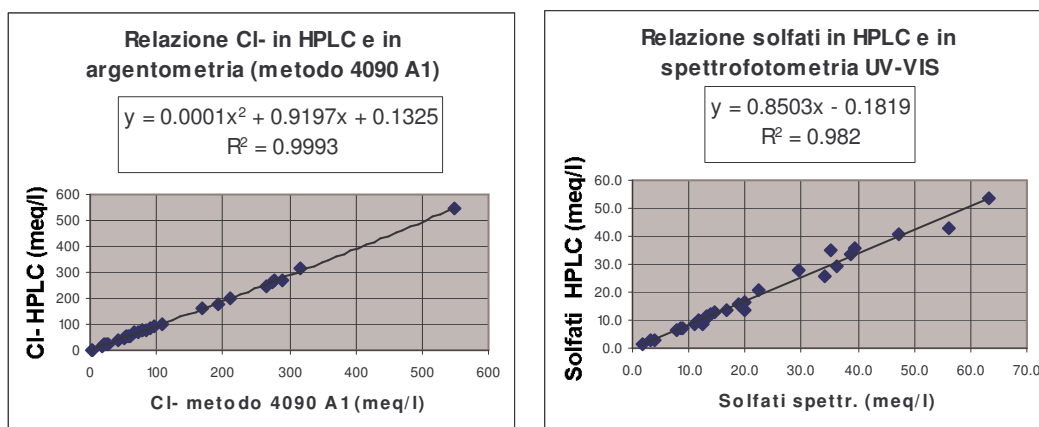 Relazione Cl- in HPLC e in
argentometria (metodo 4090 A1)
y = 0.0001x² + 0.9197x + 0.1325
R² = 0.9993
Cl- HPLC (meq/l)
600
500
400
300
200
100
0
0 100 200 300 400 500 600
Cl- metodo 4090 A1 (meq/l)
Relazione solfati in HPLC e in
spettrofotometria UV-VIS
y = 0.8503x - 0.1819
R² = 0.982
Solfati HPLC (meq/l)
60.0
50.0
40.0
30.0
20.0
10.0
0.0
0.0 10.0 20.0 30.0 40.0 50.0 60.0 70.0
Solfati spettr. (meq/l)